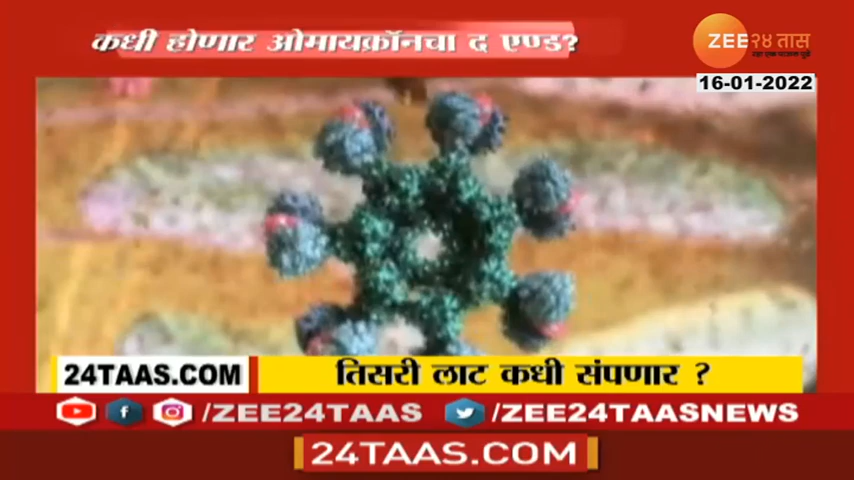 कधी होणार ओमायक्रॉनचा द एण्ड?
ZEE २४ तास
16-01-2022
24TAAS.COM
तिसरी लाट कधी संपणार ?
/ZEE24TAAS
/ZEE24TAASNEWS
24TAAS.COM